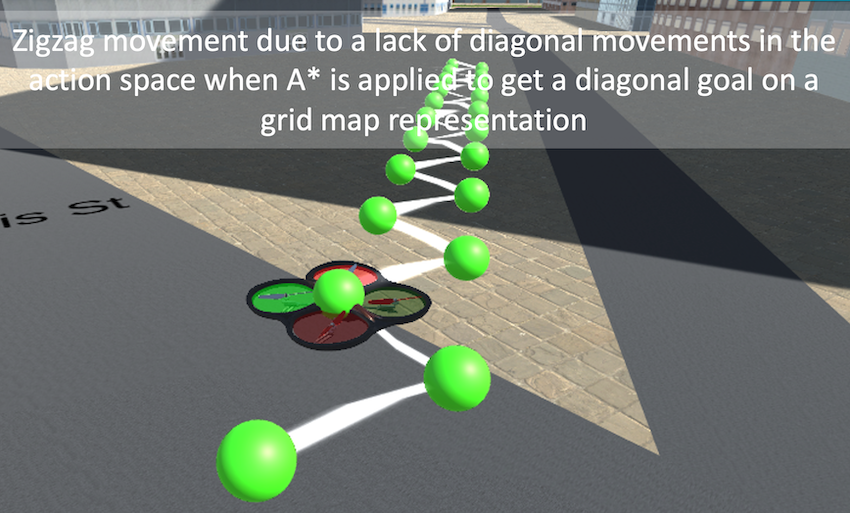 Zigzag movement due to a lack of diagonal movements in the
action space when A* is applied to get a diagonal goal on a
grid map representation
is St